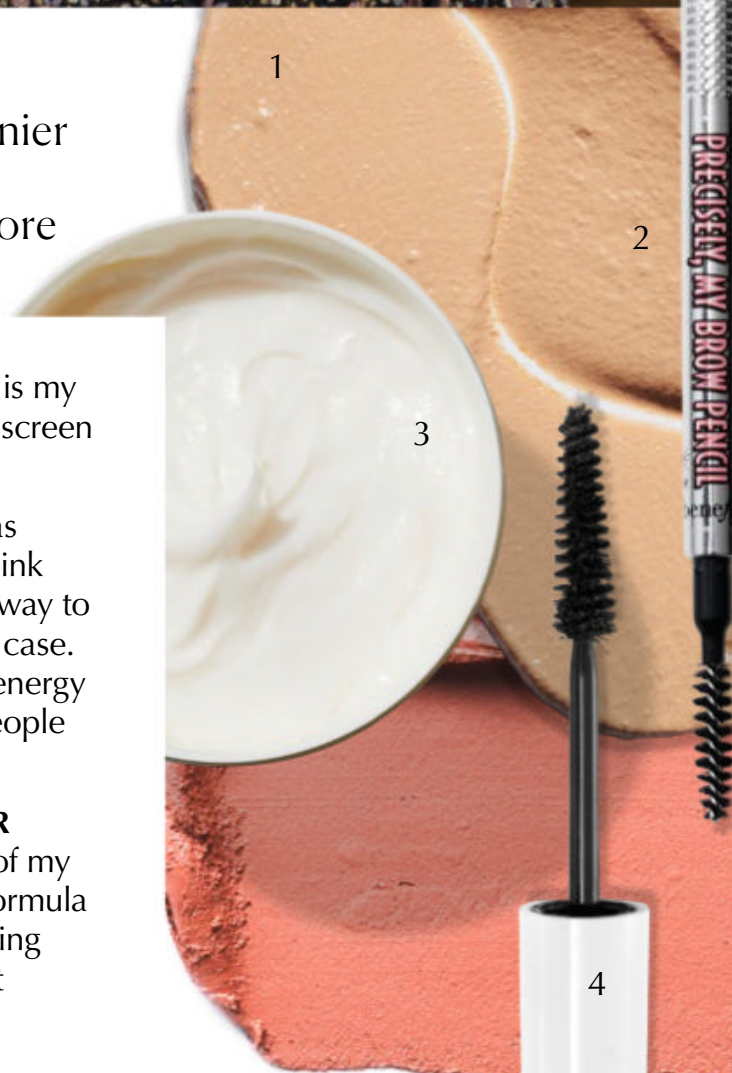 nier
ore
is my
screen
as
ink
way to
case.
energy
eople
R
of my
ormula
ing
t
1
2
3
4
PRECISELY, MY BROW PENCIL
benef